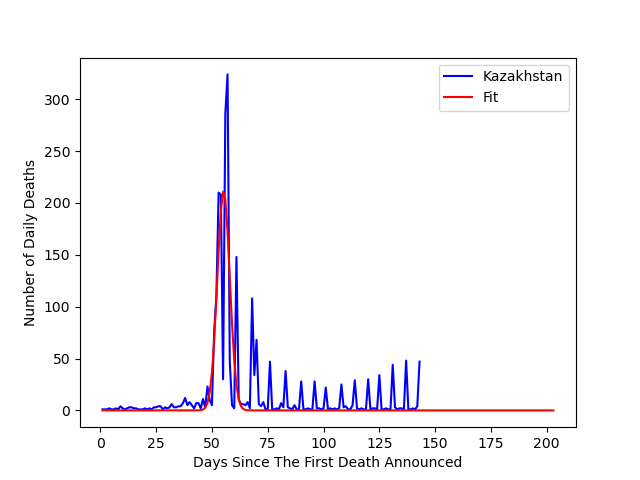 Kazakhstan
Fit
Number of Daily Deaths
300
250
200
150
100
50
0
0 25 50 75 100 125 150 175 200
Days Since The First Death Announced